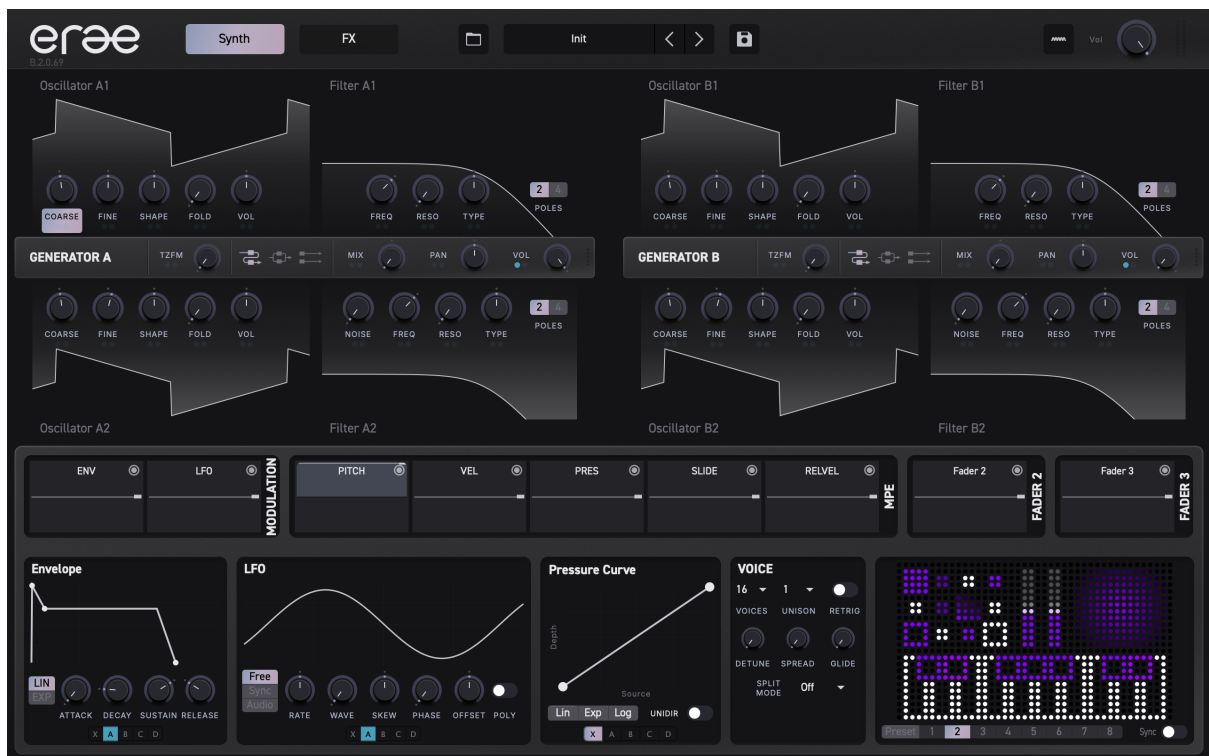 erae Synth FX Init Vol
B.2.0.69
Oscillator A1 Filter A1 Oscillator B1 Filter B1
2 4 2 4
POLES POLES
COARSE FINE SHAPE FOLD VOL FREQ RESO TYPE COARSE FINE SHAPE FOLD VOL FREQ RESO TYPE
GENERATOR A TZFM MIX PAN VOL GENERATOR B TZFM MIX PAN VOL
2 4 2 4
POLES POLES
COARSE FINE SHAPE FOLD VOL NOISE FREQ RESO TYPE COARSE FINE SHAPE FOLD VOL NOISE FREQ RESO TYPE
Oscillator A2 Filter A2 Oscillator B2 Filter B2
ENV LFO MODULATION PITCH VEL PRES SLIDE RELVEL MPE Fader 2 FADER 2 Fader 3 FADER 3
Envelope
LIN
EXP
ATTACK DECAY SUSTAIN RELEASE
X A B C D
LFO
Free
Sync
Audio
RATE WAVE SKEW PHASE OFFSET POLY
X A B C D
Pressure Curve
Depth
Source
Lin Exp Log UNIDIR
X A B C D
VOICE
16 1
VOICES UNISON RETRIG
DETUNE SPREAD GLIDE
SPLIT
MODE Off
Preset 1 2 3 4 5 6 7 8 Sync